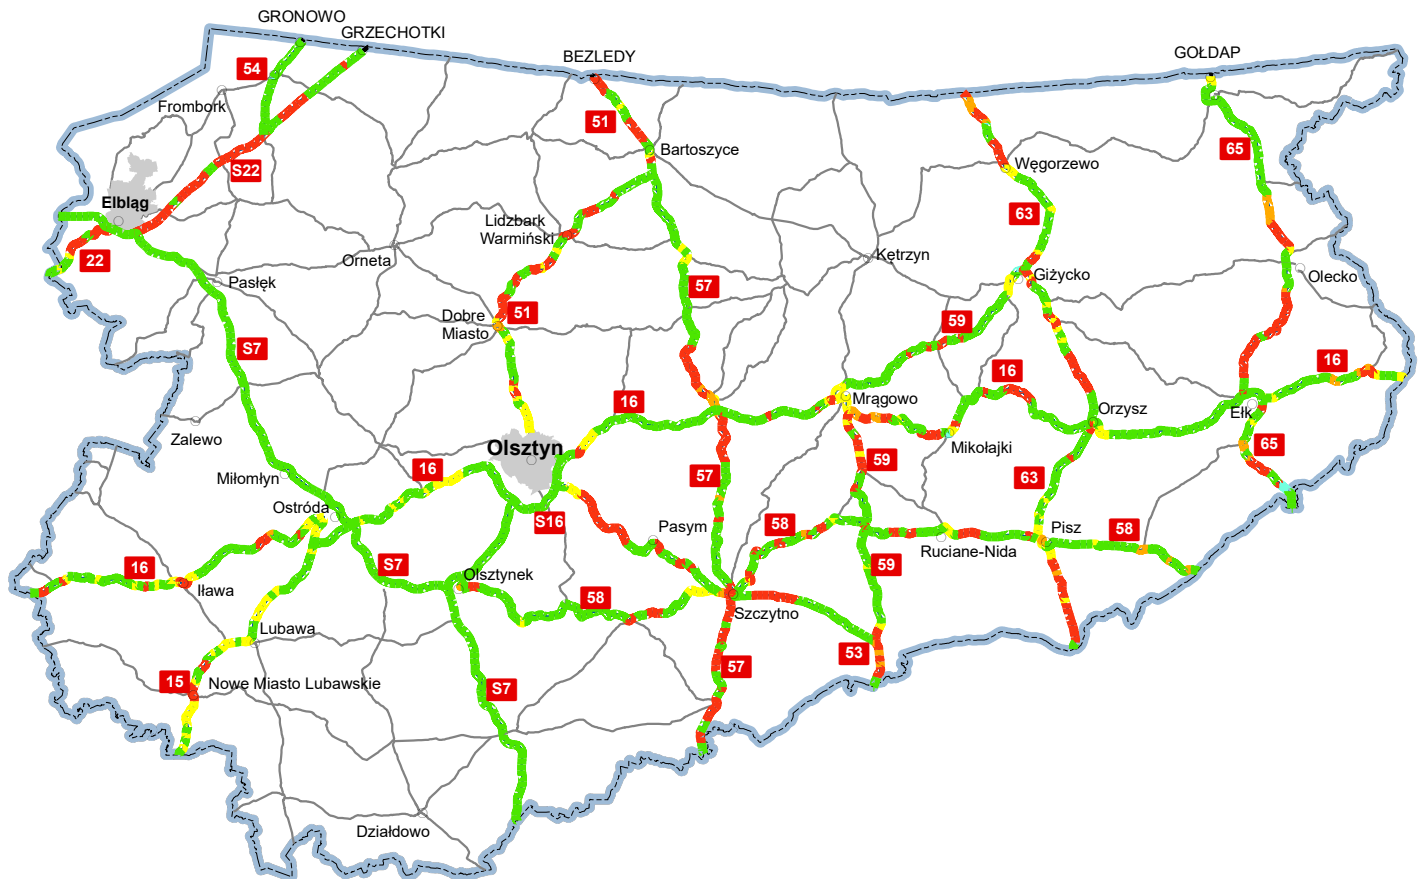 GRONOWO
GRZECHOTKI
BEZLEDY
GOŁDAP
54
Frombork
51
Bartoszyce
65
Węgorzewo
S22
Elbląg
63
Lidzbark
Warmiński
22
Orneta
Kętrzyn
Pasłęk
57
Giżycko
Olecko
Dobre
Miasto
51
59
S7
16
16
16
Mrągowo
Orzysz
Ełk
Zalewo
Olsztyn
Mikołajki
65
16
59
Miłomłyn
57
63
Ostróda
S16
Pasym
58
Pisz
58
Ruciane-Nida
16
S7
Olsztynek
59
Iława
58
Szczytno
Lubawa
53
57
15
Nowe Miasto Lubawskie
S7
Działdowo